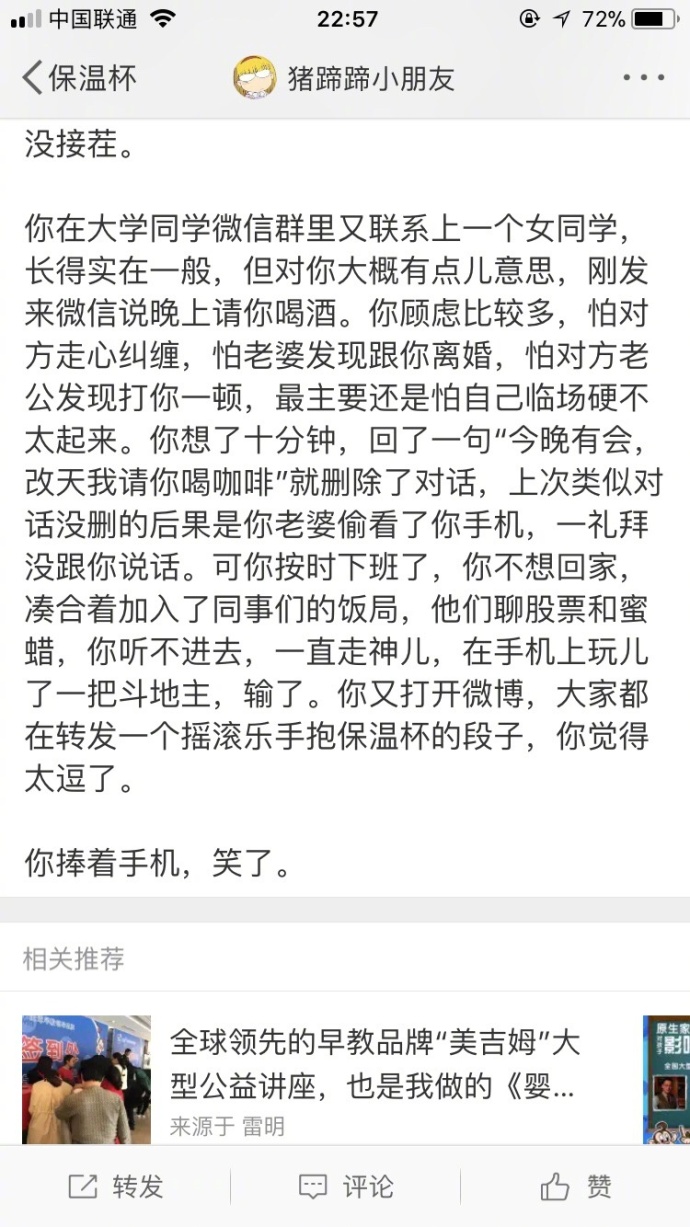 中国联通 22:57 72%
保温杯 猪蹄蹄小朋友
没接茬。
你在大学同学微信群里又联系上一个女同学，
长得实在一般，但对你大概有点儿意思，刚发
来微信说晚上请你喝酒。你顾虑比较多，怕对
方走心纠缠，怕老婆发现跟你离婚，怕对方老
公发现打你一顿，最主要还是怕自己临场硬不
太起来。你想了十分钟，回了一句“今晚有会，
改天我请你喝咖啡”就删除了对话，上次类似对
话没删的后果是你老婆偷看了你手机，一礼拜
没跟你说话。可你按时下班了，你不想回家，
凑合着加入了同事们的饭局，他们聊股票和蜜
蜡，你听不进去，一直走神儿，在手机上玩儿
了一把斗地主，输了。你又打开微博，大家都
在转发一个摇滚乐手抱保温杯的段子，你觉得
太逗了。
你捧着手机，笑了。
相关推荐
签到处
全球领先的早教品牌“美吉姆”大
型公益讲座，也是我做的《婴...
来源于 雷明
原生家
影响
转发 评论 赞